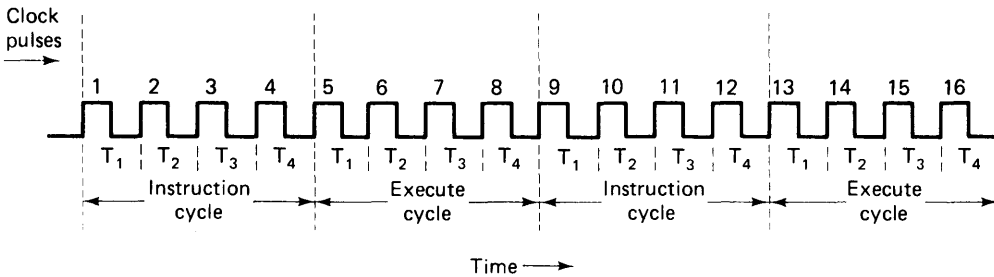 Clock
pulses
1 2 3 4 5 6 7 8 9 10 11 12 13 14 15 16
T1 T2 T3 T4 T1 T2 T3 T4 T1 T2 T3 T4 T1 T2 T3 T4
Instruction
cycle
Execute
cycle
Instruction
cycle
Execute
cycle
Time